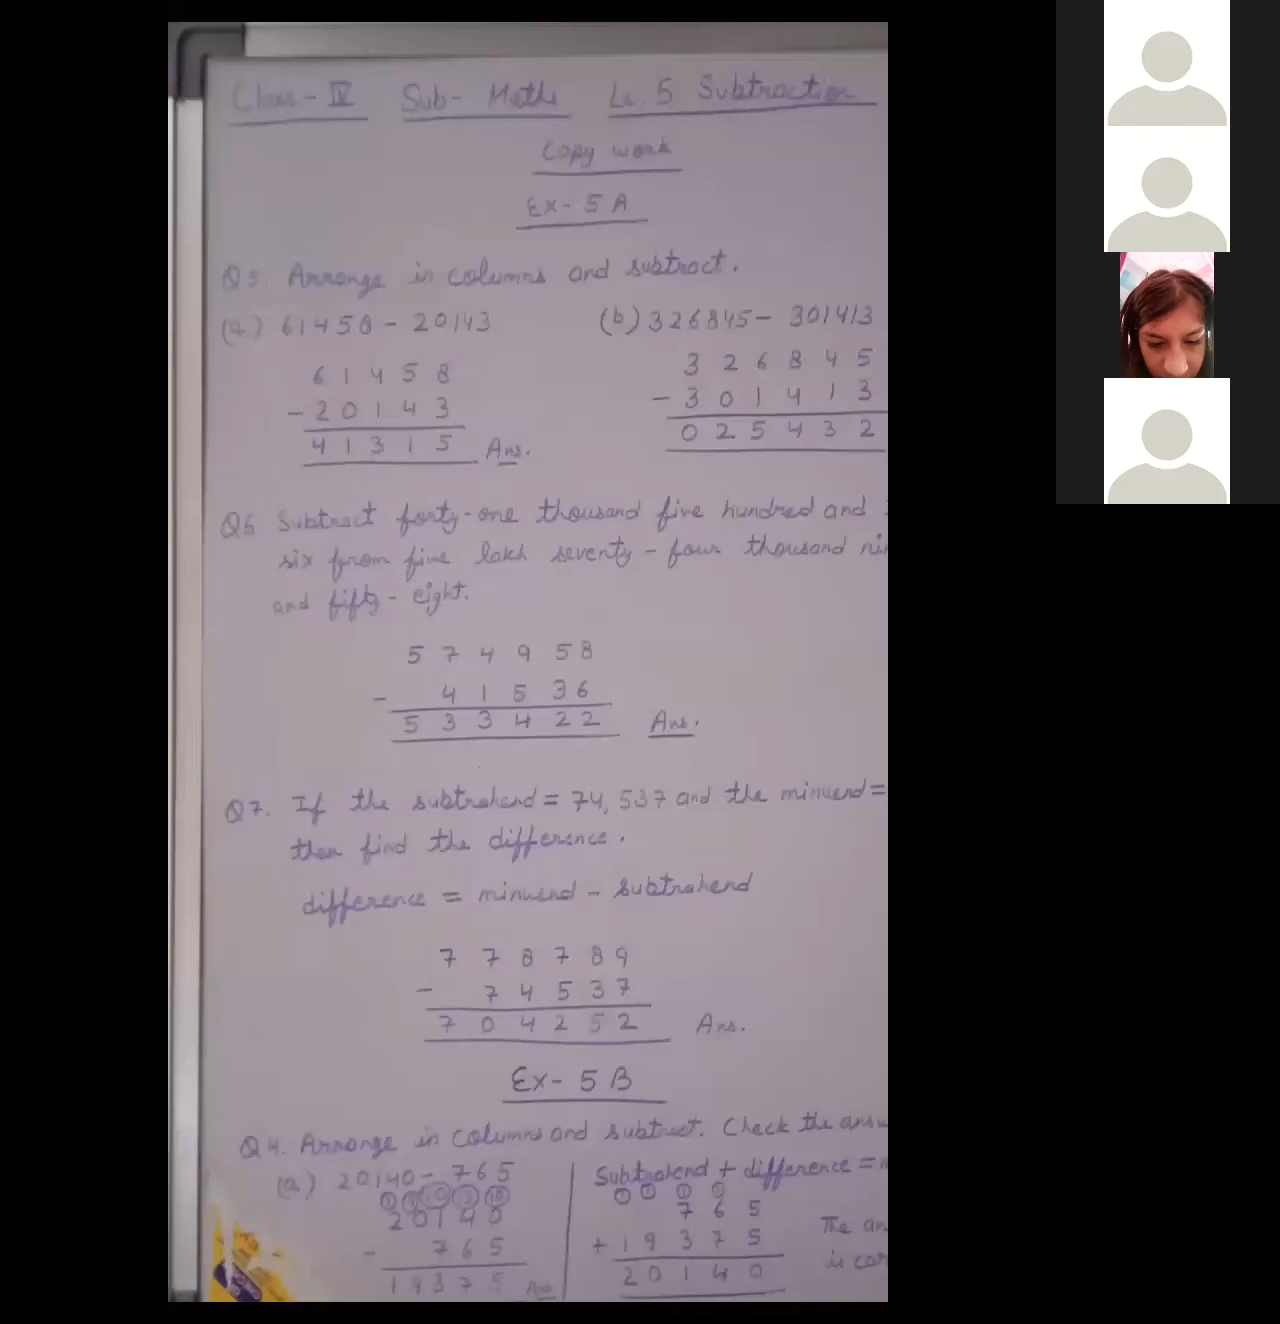 Class - IV Sub - Maths Ls. 5 Subtraction
Copy work
Ex - 5 A
Q 5. Arrange in columns and subtract.
(a) 61458 - 20143 (b) 326845 - 301413
6 1 4 5 8
- 2 0 1 4 3
4 1 3 1 5 Ans.
3 2 6 8 4 5
- 3 0 1 4 1 3
0 2 5 4 3 2
Q6 Subtract forty-one thousand five hundred and
six from five lakh seventy-four thousand
and fifty-eight.
5 7 4 9 5 8
- 4 1 5 3 6
5 3 3 4 2 2 Ans.
Q7. If the subtrahend = 74,537 and the minuend =
then find the difference.
difference = minuend - subtrahend
7 7 8 7 8 9
- 7 4 5 3 7
7 0 4 2 5 2 Ans.
Ex - 5 B
Q4. Arrange in columns and subtract. Check the
(a) 20140 - 765
2 0 1 4 0
- 7 6 5
1 9 3 7 5 Ans
Subtrahend + difference =
7 6 5
+ 1 9 3 7 5
2 0 1 4 0
The
is